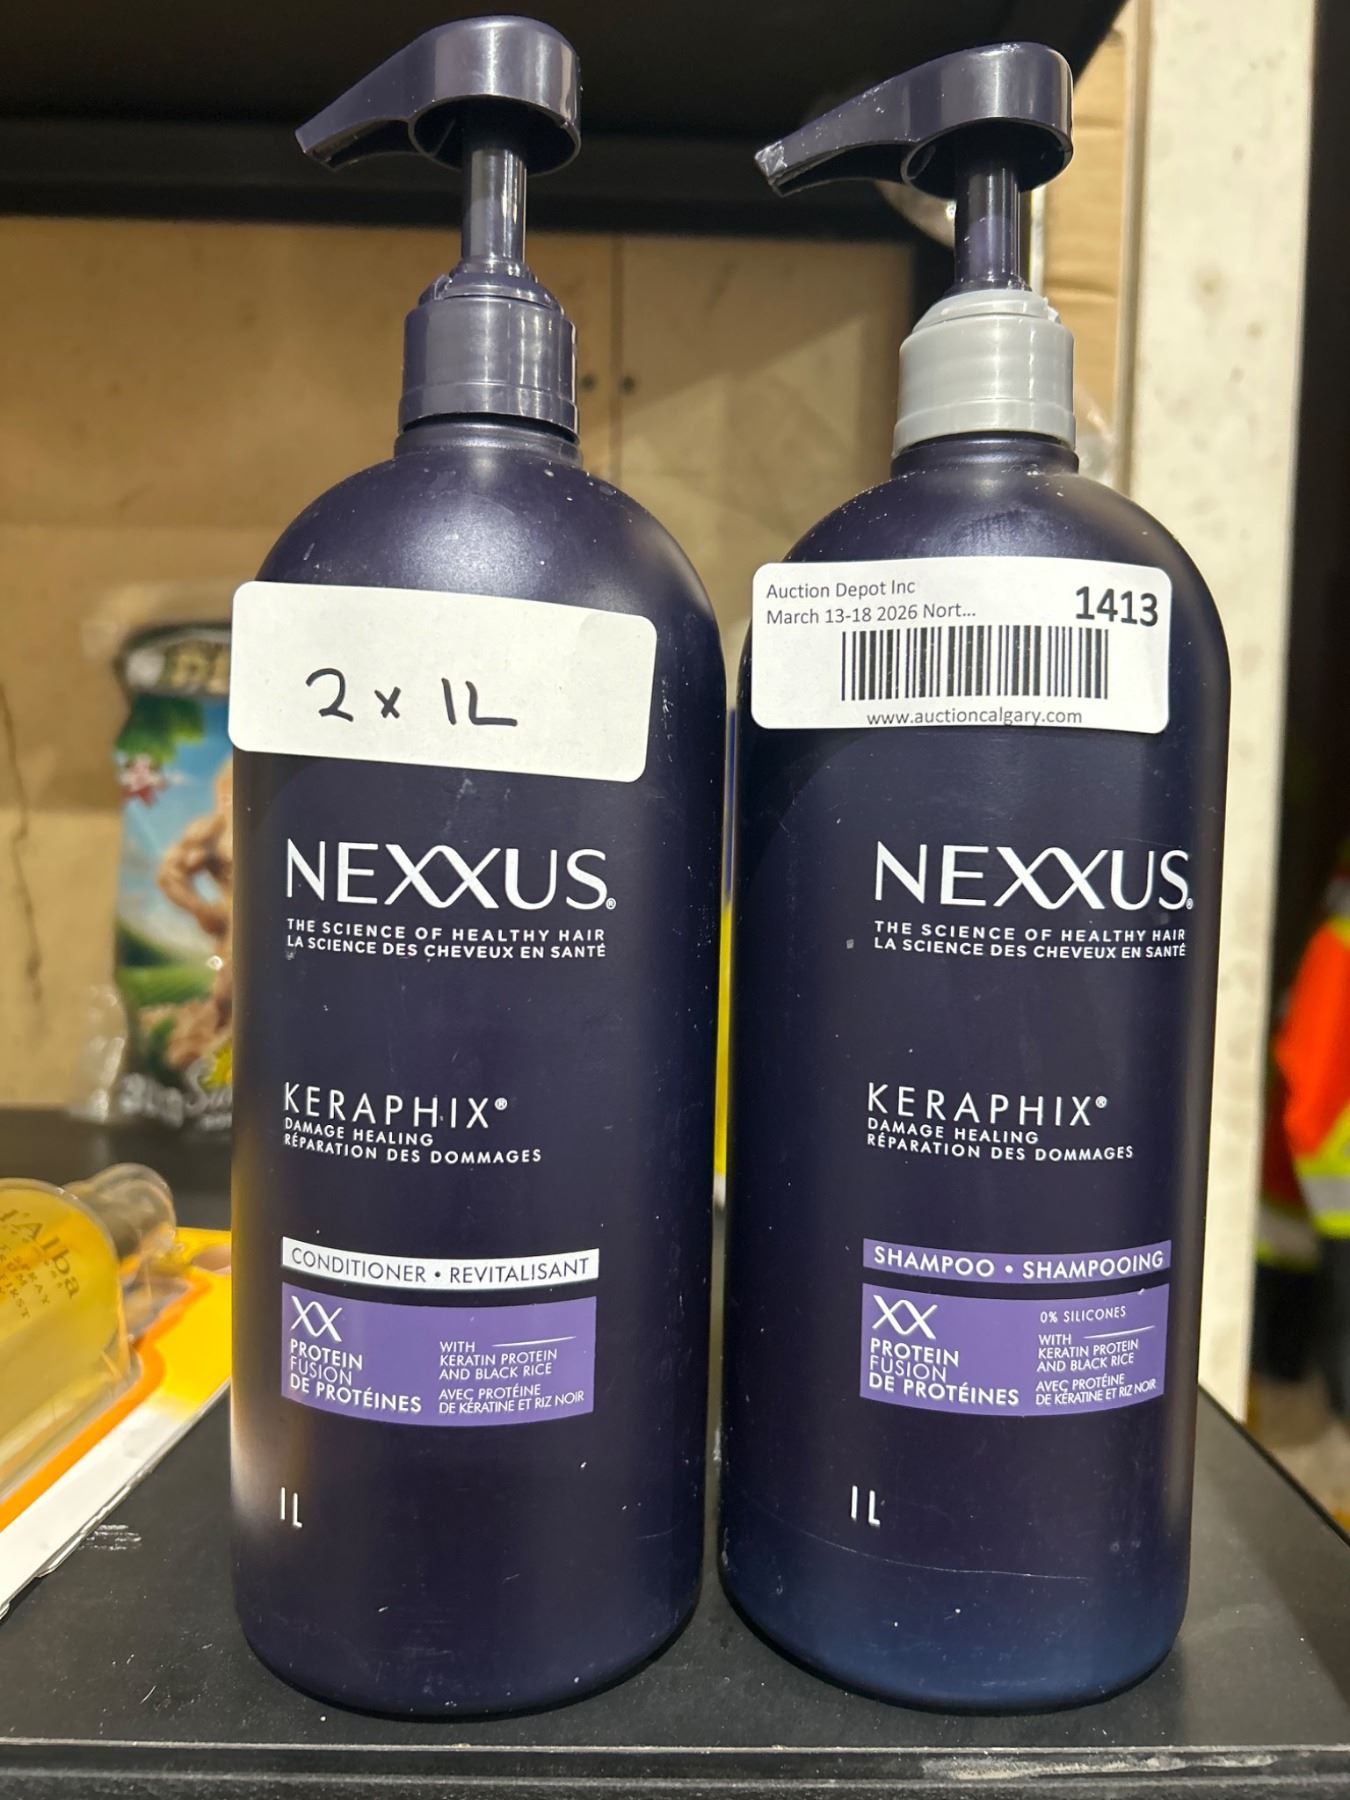 2 x 1L
NEXXUS®
THE SCIENCE OF HEALTHY HAIR
LA SCIENCE DES CHEVEUX EN SANTÉ
KERAPHIX®
DAMAGE HEALING
RÉPARATION DES DOMMAGES
CONDITIONER • REVITALISANT
XX
PROTEIN
FUSION
DE PROTÉINES
WITH
KERATIN PROTEIN
AND BLACK RICE
AVEC PROTÉINE
DE KÉRATINE ET RIZ NOIR
1L
Auction Depot Inc
March 13-18 2026 Nort...
1413
www.auctioncalgary.com
NEXXUS®
THE SCIENCE OF HEALTHY HAIR
LA SCIENCE DES CHEVEUX EN SANTÉ
KERAPHIX®
DAMAGE HEALING
RÉPARATION DES DOMMAGES
SHAMPOO • SHAMPOOING
XX
PROTEIN
FUSION
DE PROTÉINES
0% SILICONES
WITH
KERATIN PROTEIN
AND BLACK RICE
AVEC PROTÉINE
DE KÉRATINE ET RIZ NOIR
1L
d'Alba